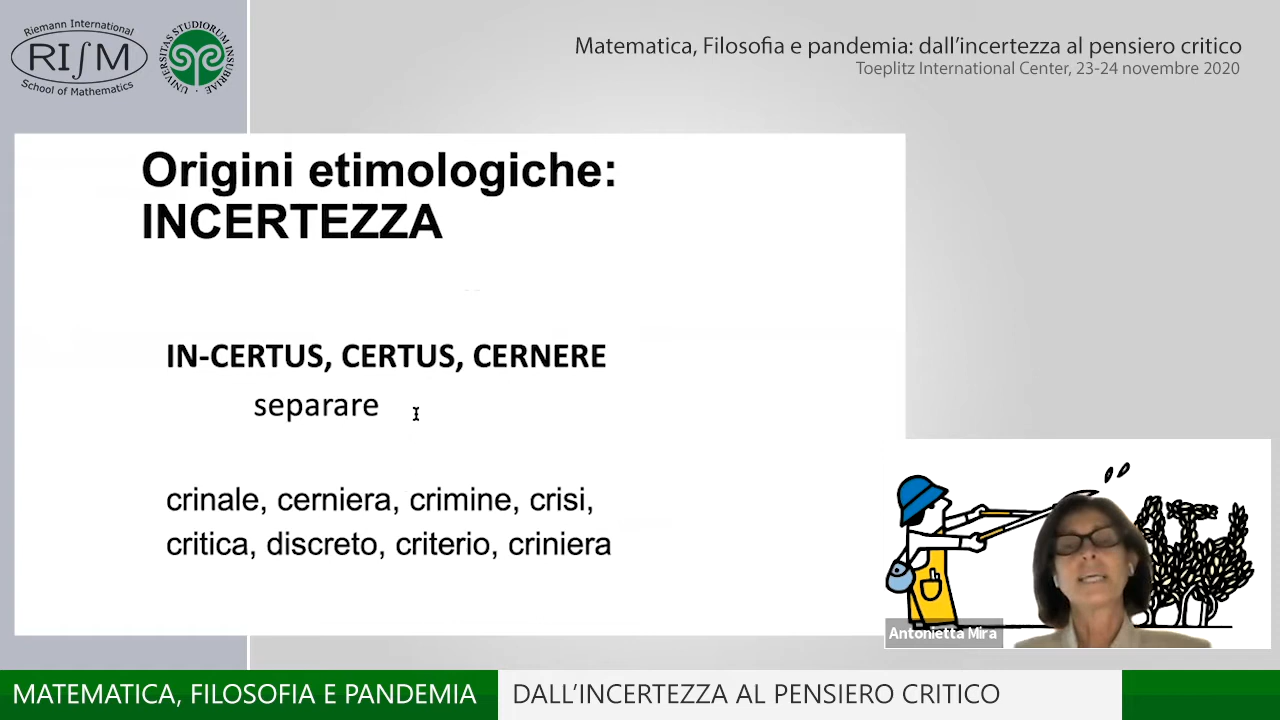 Riemann International
RI∫M
School of Mathematics
UNIVERSITAS STUDIORUM INSUBRIAE
Matematica, Filosofia e pandemia: dall'incertezza al pensiero critico
Toeplitz International Center, 23-24 novembre 2020
Origini etimologiche:
INCERTEZZA
IN-CERTUS, CERTUS, CERNERE
separare
crinale, cerniera, crimine, crisi,
critica, discreto, criterio, criniera
Antonietta Mira
MATEMATICA, FILOSOFIA E PANDEMIA
DALL'INCERTEZZA AL PENSIERO CRITICO